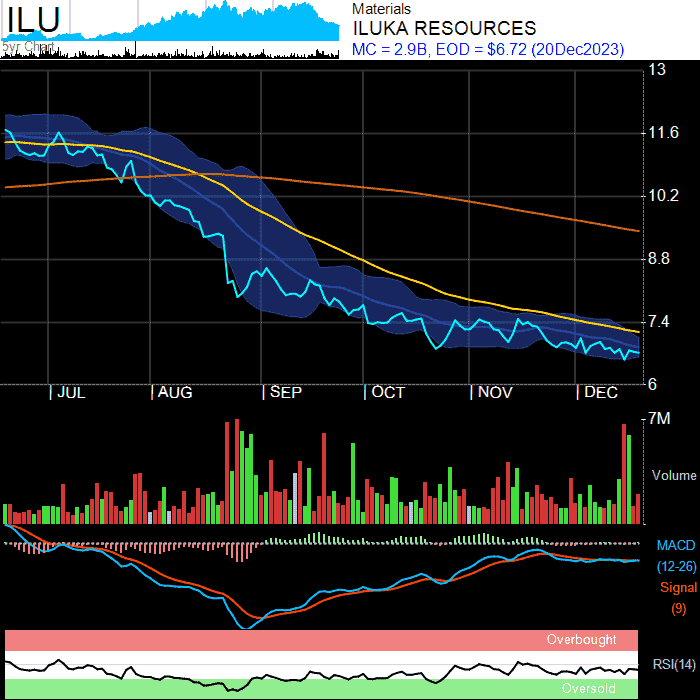 ILU
5yr Chart
Materials
ILUKA RESOURCES
MC = 2.9B, EOD = $6.72 (20Dec2023)
13
11.6
10.2
8.8
7.4
6
| JUL | AUG | SEP | OCT | NOV | DEC
7M
Volume
MACD
(12-26)
Signal
(9)
Overbought
RSI(14)
Oversold